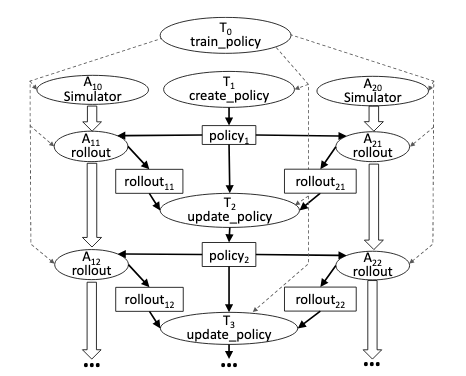 T₀
train_policy
A₁₀
Simulator
T₁
create_policy
A₂₀
Simulator
A₁₁
rollout
policy₁
A₂₁
rollout
rollout₁₁
rollout₂₁
T₂
update_policy
A₁₂
rollout
policy₂
A₂₂
rollout
rollout₁₂
rollout₂₂
T₃
update_policy
... ... ...